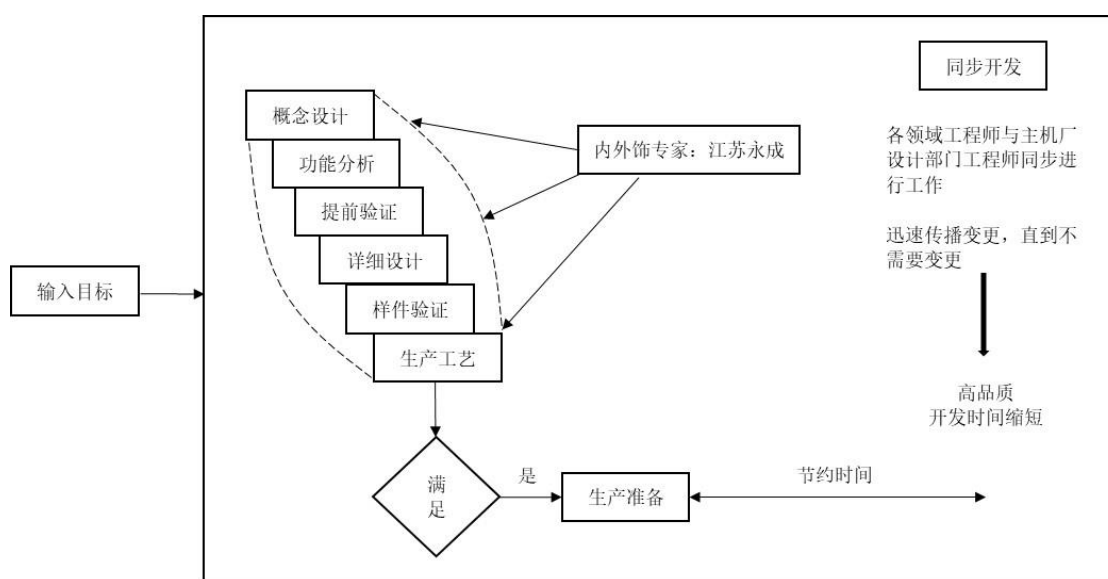 同步开发
概念设计
功能分析
提前验证
详细设计
样件验证
生产工艺
内外饰专家：江苏永成
各领域工程师与主机厂
设计部门工程师同步进
行工作
迅速传播变更，直到不
需要变更
输入目标
高品质
开发时间缩短
满
足
是
生产准备
节约时间